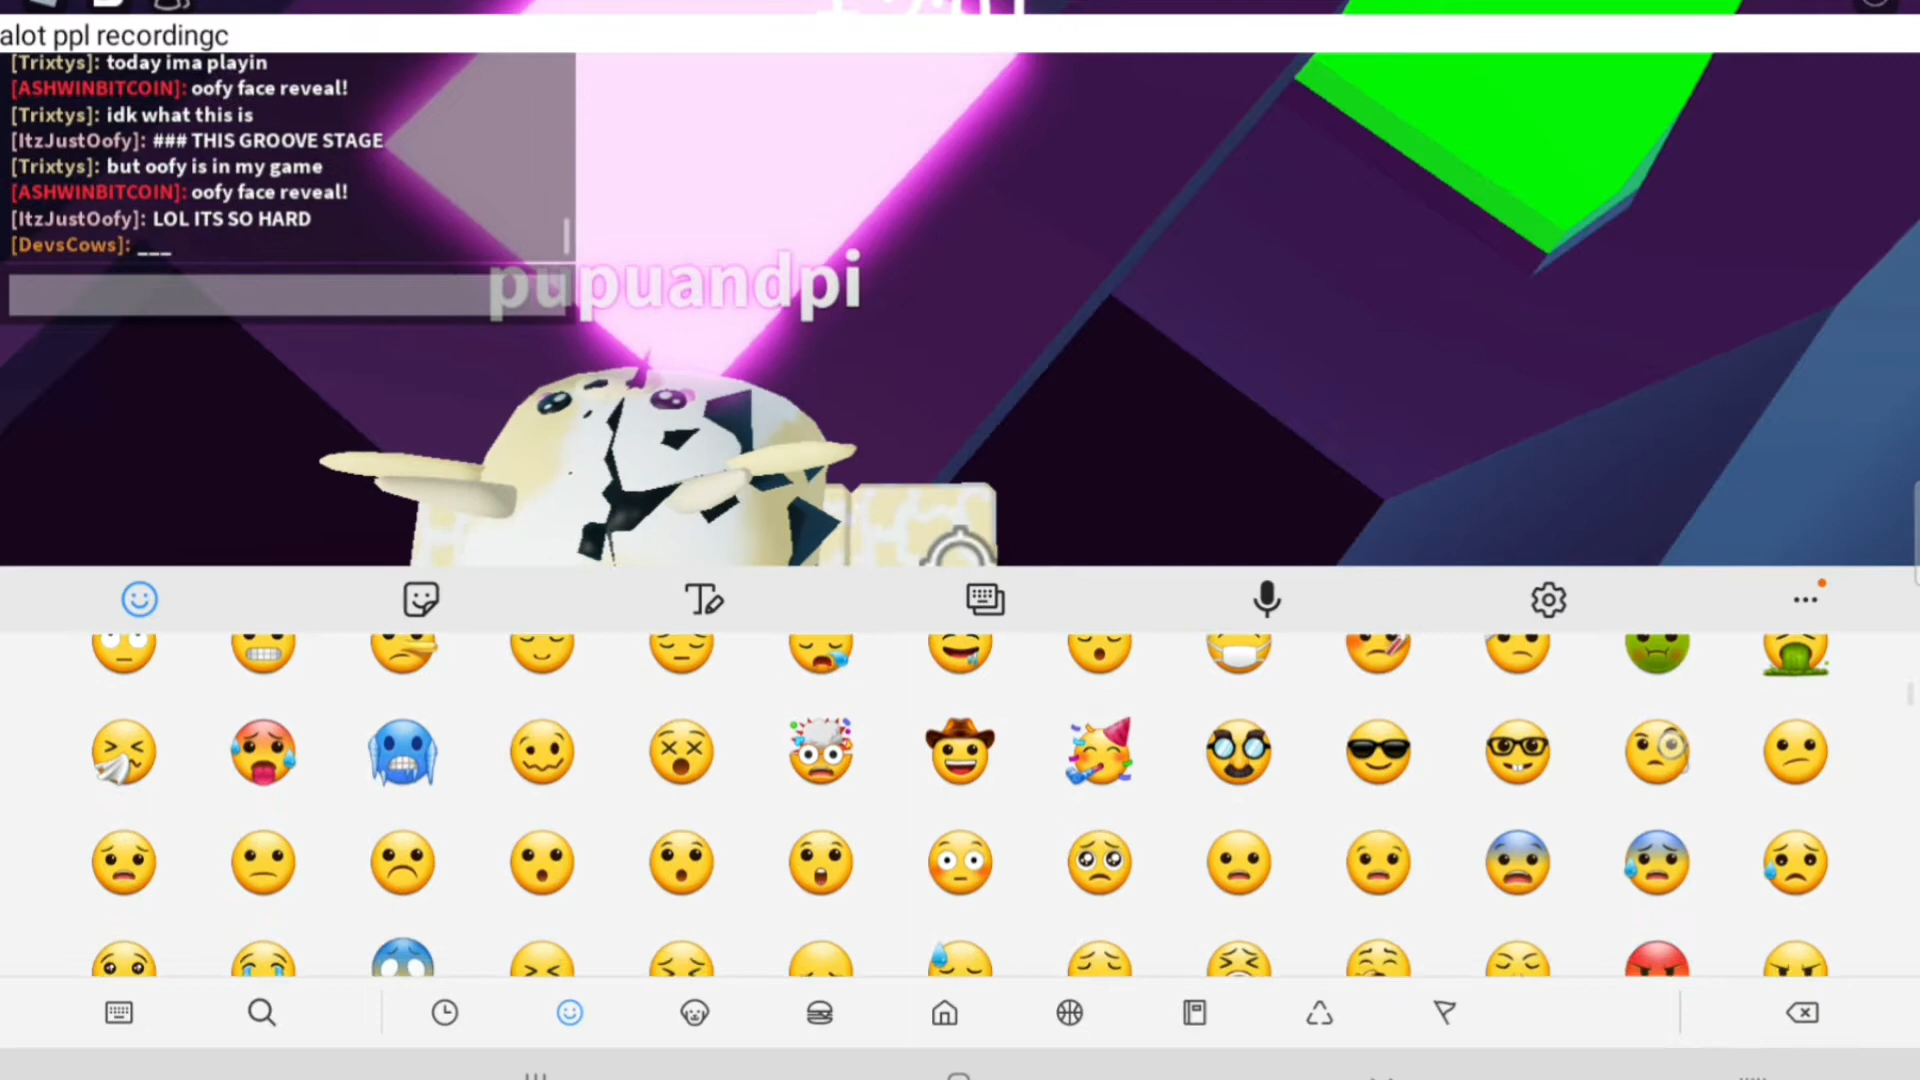 alot ppl recordingc
[Trixtys]: today ima playin
[ASHWINBITCOIN]: oofy face reveal!
[Trixtys]: idk what this is
[ItzJustOofy]: ### THIS GROOVE STAGE
[Trixtys]: but oofy is in my game
[ASHWINBITCOIN]: oofy face reveal!
[ItzJustOofy]: LOL ITS SO HARD
[DevsCows]: ___
pupuandpi